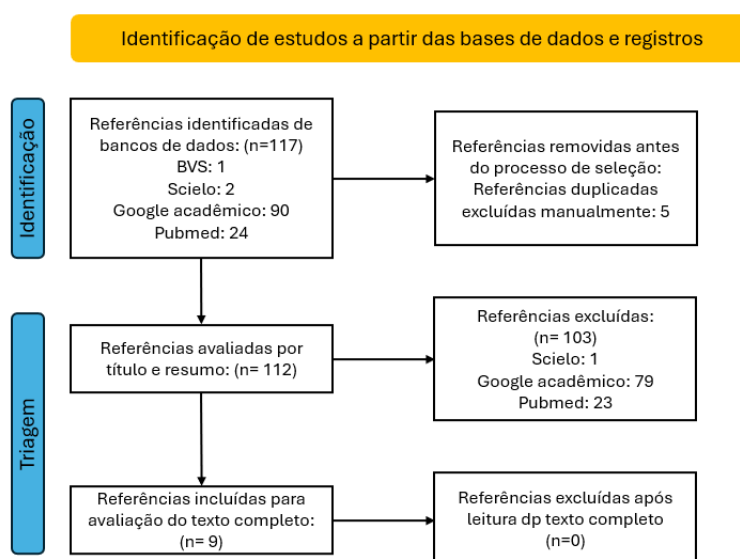 Identificação de estudos a partir das bases de dados e registros
Identificação
Referências identificadas de
bancos de dados: (n=117)
BVS: 1
Scielo: 2
Google acadêmico: 90
Pubmed: 24
Referências removidas antes
do processo de seleção:
Referências duplicadas
excluídas manualmente: 5
Triagem
Referências avaliadas por
título e resumo: (n= 112)
Referências excluídas:
(n= 103)
Scielo: 1
Google acadêmico: 79
Pubmed: 23
Referências incluídas para
avaliação do texto completo:
(n= 9)
Referências excluídas após
leitura dp texto completo
(n=0)